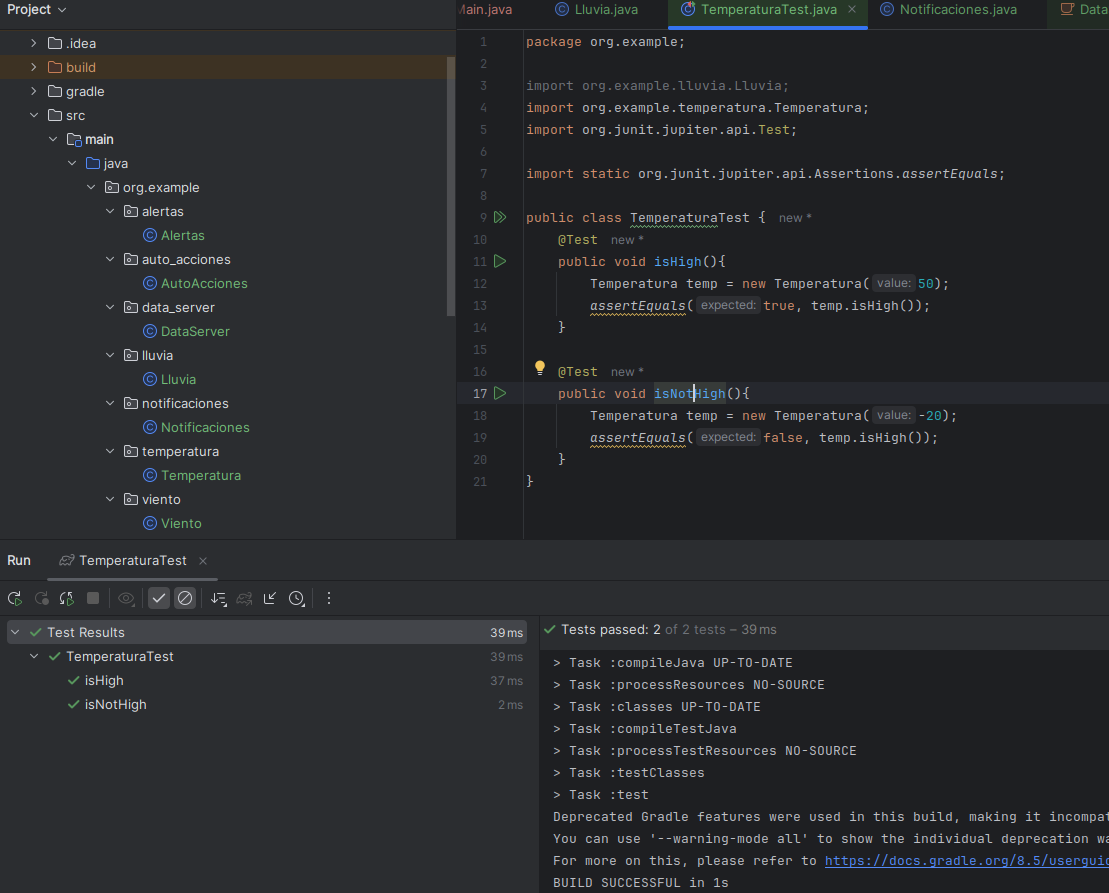 Project
Main.java Lluvia.java TemperaturaTest.java Notificaciones.java Data
.idea
build
gradle
src
main
java
org.example
alertas
Alertas
auto_acciones
AutoAcciones
data_server
DataServer
lluvia
Lluvia
notificaciones
Notificaciones
temperatura
Temperatura
viento
Viento
1 package org.example;
2
3 import org.example.lluvia.Lluvia;
4 import org.example.temperatura.Temperatura;
5 import org.junit.jupiter.api.Test;
6
7 import static org.junit.jupiter.api.Assertions.assertEquals;
8
9 public class TemperaturaTest { new *
10 @Test new *
11 public void isHigh(){
12 Temperatura temp = new Temperatura( value: 50);
13 assertEquals( expected: true, temp.isHigh());
14 }
15
16 @Test new *
17 public void isNotHigh(){
18 Temperatura temp = new Temperatura( value: -20);
19 assertEquals( expected: false, temp.isHigh());
20 }
21 }
Run TemperaturaTest
Test Results 39 ms
TemperaturaTest 39 ms
isHigh 37 ms
isNotHigh 2 ms
Tests passed: 2 of 2 tests – 39 ms
> Task :compileJava UP-TO-DATE
> Task :processResources NO-SOURCE
> Task :classes UP-TO-DATE
> Task :compileTestJava
> Task :processTestResources NO-SOURCE
> Task :testClasses
> Task :test
Deprecated Gradle features were used in this build, making it incompat
You can use '--warning-mode all' to show the individual deprecation wa
For more on this, please refer to https://docs.gradle.org/8.5/userguid
BUILD SUCCESSFUL in 1s